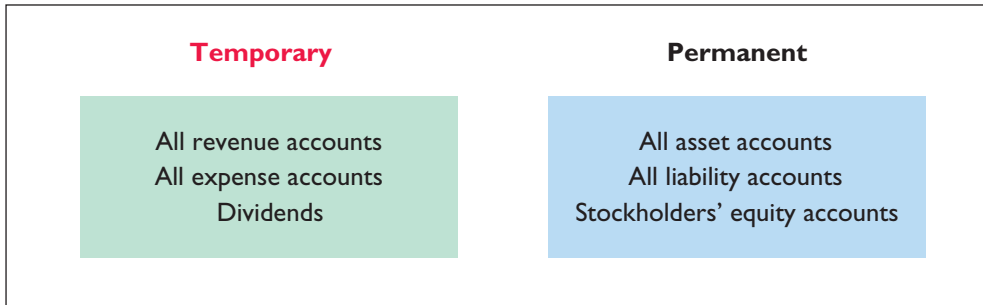 Temporary
All revenue accounts
All expense accounts
Dividends
Permanent
All asset accounts
All liability accounts
Stockholders’ equity accounts